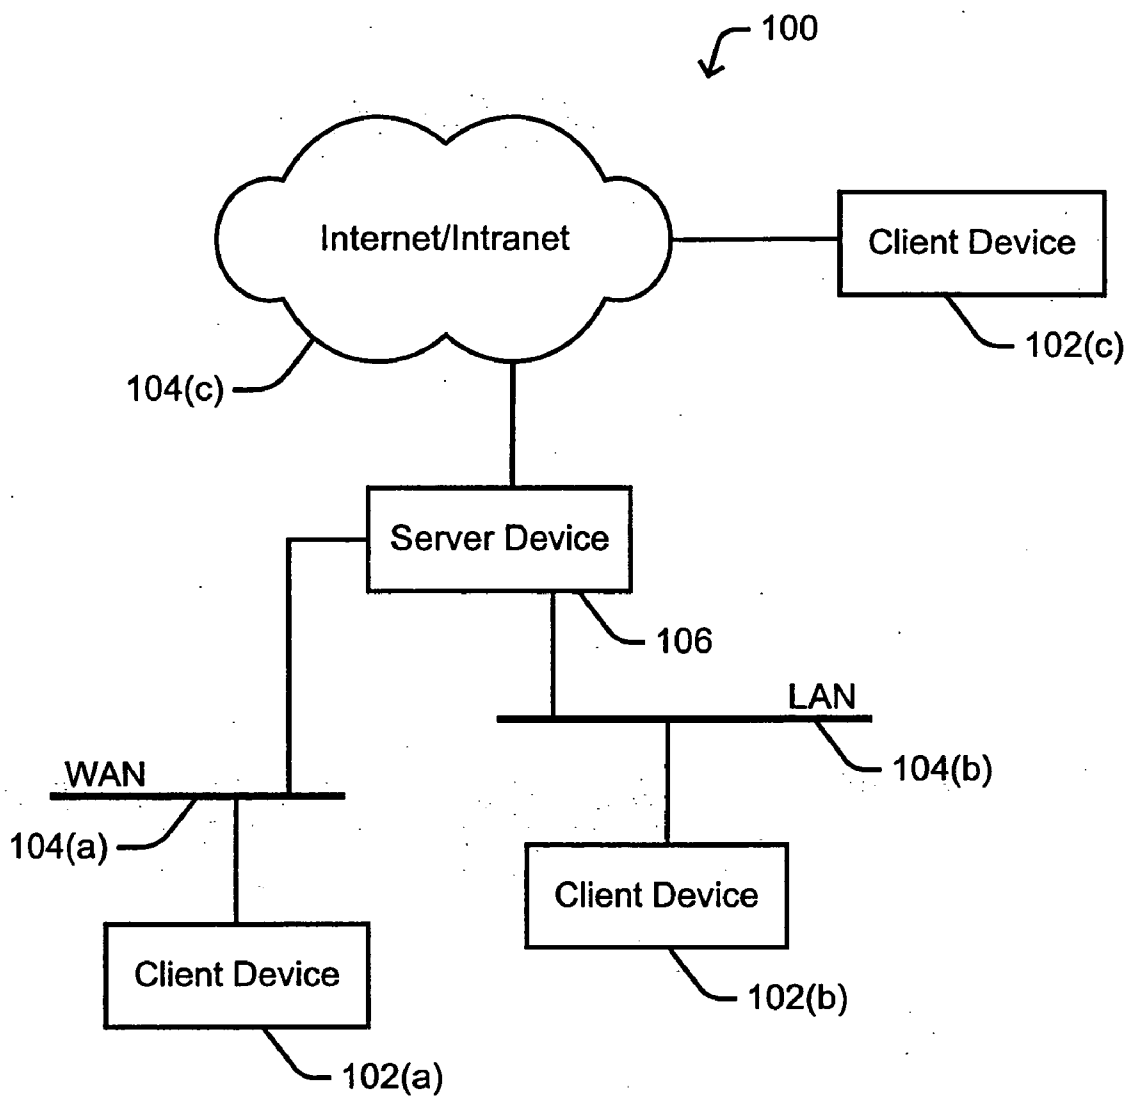 100
Internet/Intranet
Client Device
102(c)
104(c)
Server Device
106
LAN
WAN
104(b)
104(a)
Client Device
Client Device
102(b)
102(a)